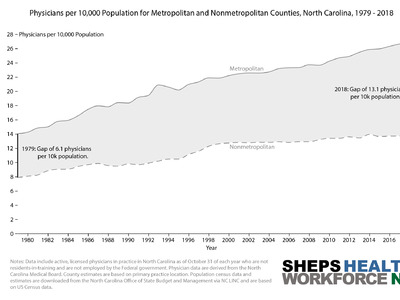 Physicians per 10,000 Population for Metropolitan and Nonmetropolitan Counties, North Carolina, 1979 - 2018
28 Physicians per 10,000 Population
26
24
22
20
18
16
14
12
10
8
6
4
2
0
Metropolitan
2018: Gap of 13.1 physicians
per 10k population.
1979: Gap of 6.1 physicians
per 10k population.
Nonmetropolitan
1980 1982 1984 1986 1988 1990 1992 1994 1996 1998 2000 2002 2004 2006 2008 2010 2012 2014 2016
Year
Notes: Data include active, licensed physicians in practice in North Carolina as of October 31 of each year who are not
residents-in-training and are not employed by the Federal government. Physician data are derived from the North
Carolina Medical Board. County estimates are based on primary practice location. Population census data and
estimates are downloaded from the North Carolina Office of State Budget and Management via NC LINC and are based
on US Census data.
SHEPS HEALT
WORKFORCE N